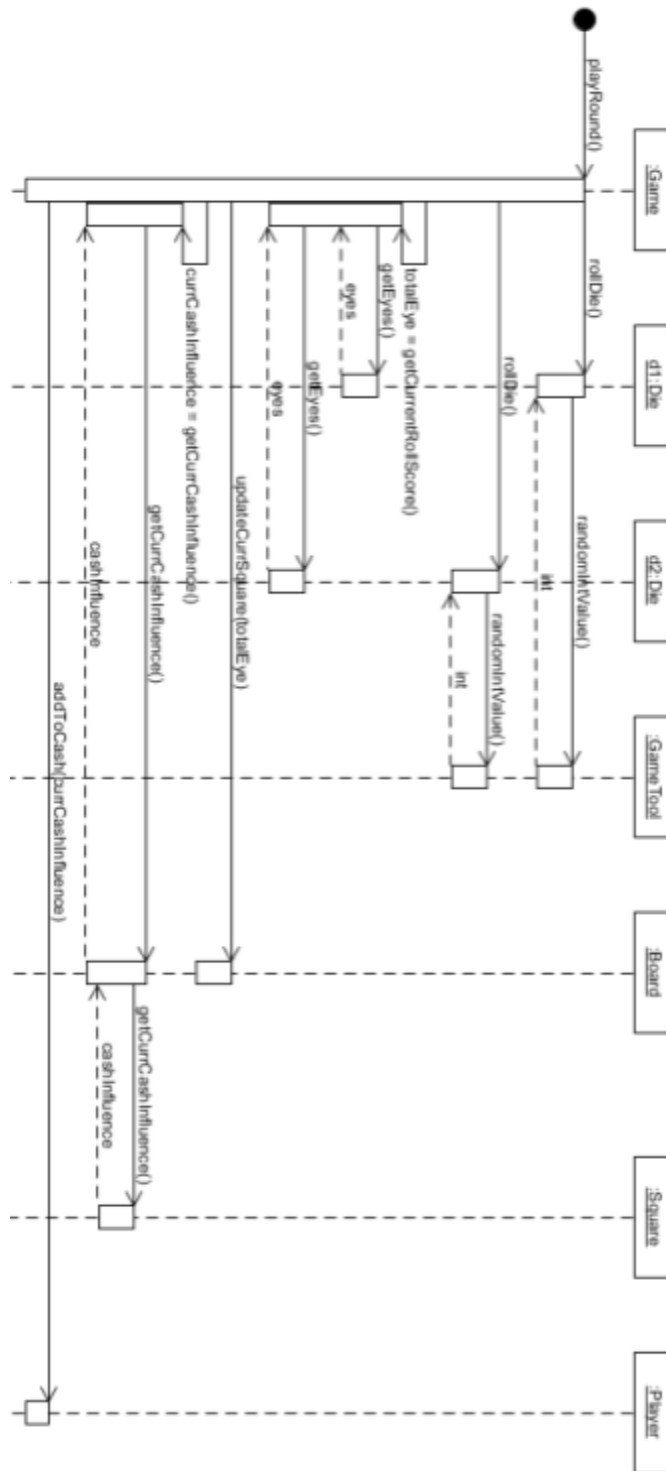 :Game
d1:Die
d2:Die
:GameTool
:Board
:Square
:Player
playRound()
rollDie()
randomIntValue()
int
rollDie()
randomIntValue()
int
totalEye = getCurrentRollScore()
getEyes()
eyes
getEyes()
eyes
updateCurrSquare(totalEye)
currCashInfluence = getCurrCashInfluence()
getCurrCashInfluence()
getCurrCashInfluence()
cashInfluence
cashInfluence
addToCash(currCashInfluence)